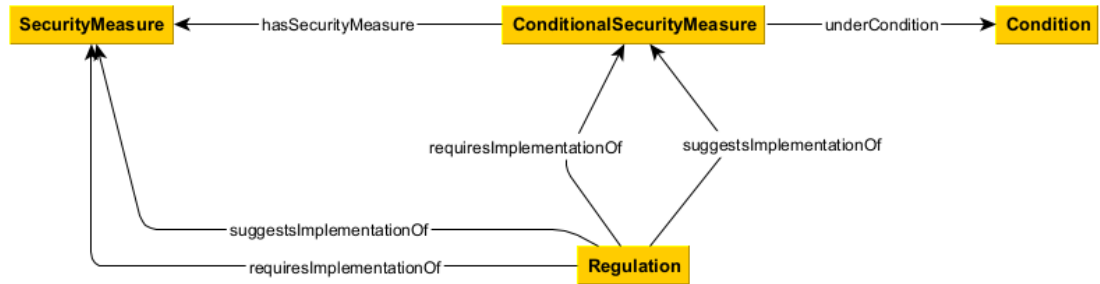 SecurityMeasure
hasSecurityMeasure
ConditionalSecurityMeasure
underCondition
Condition
requiresImplementationOf
suggestsImplementationOf
suggestsImplementationOf
requiresImplementationOf
Regulation